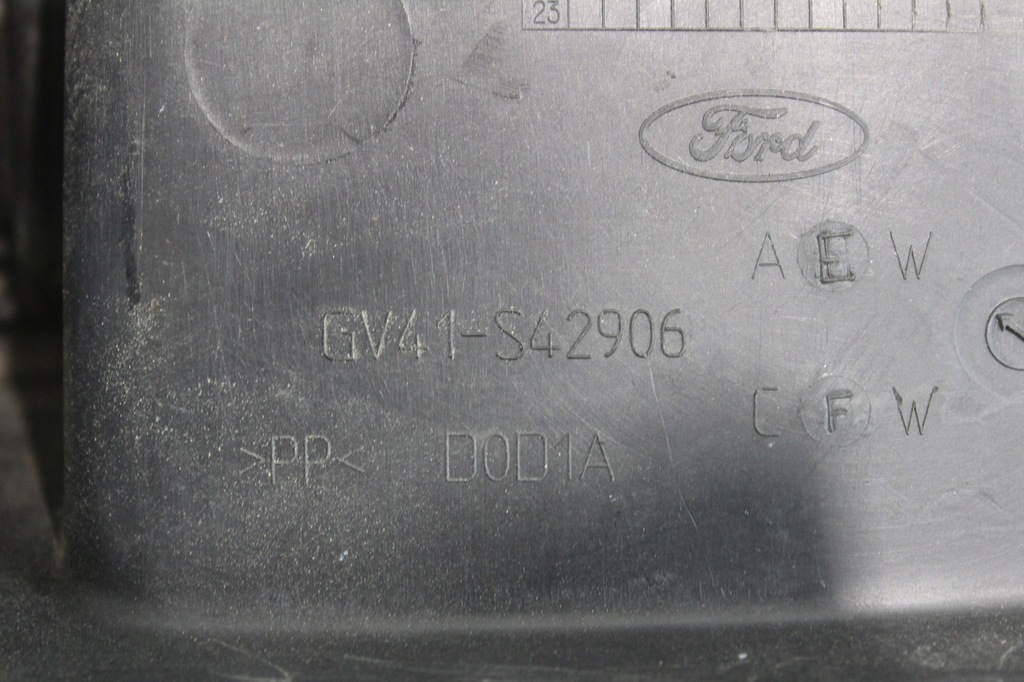 23
Ford
A E W
GV41-S42906
C F W
>PP< D0D1A